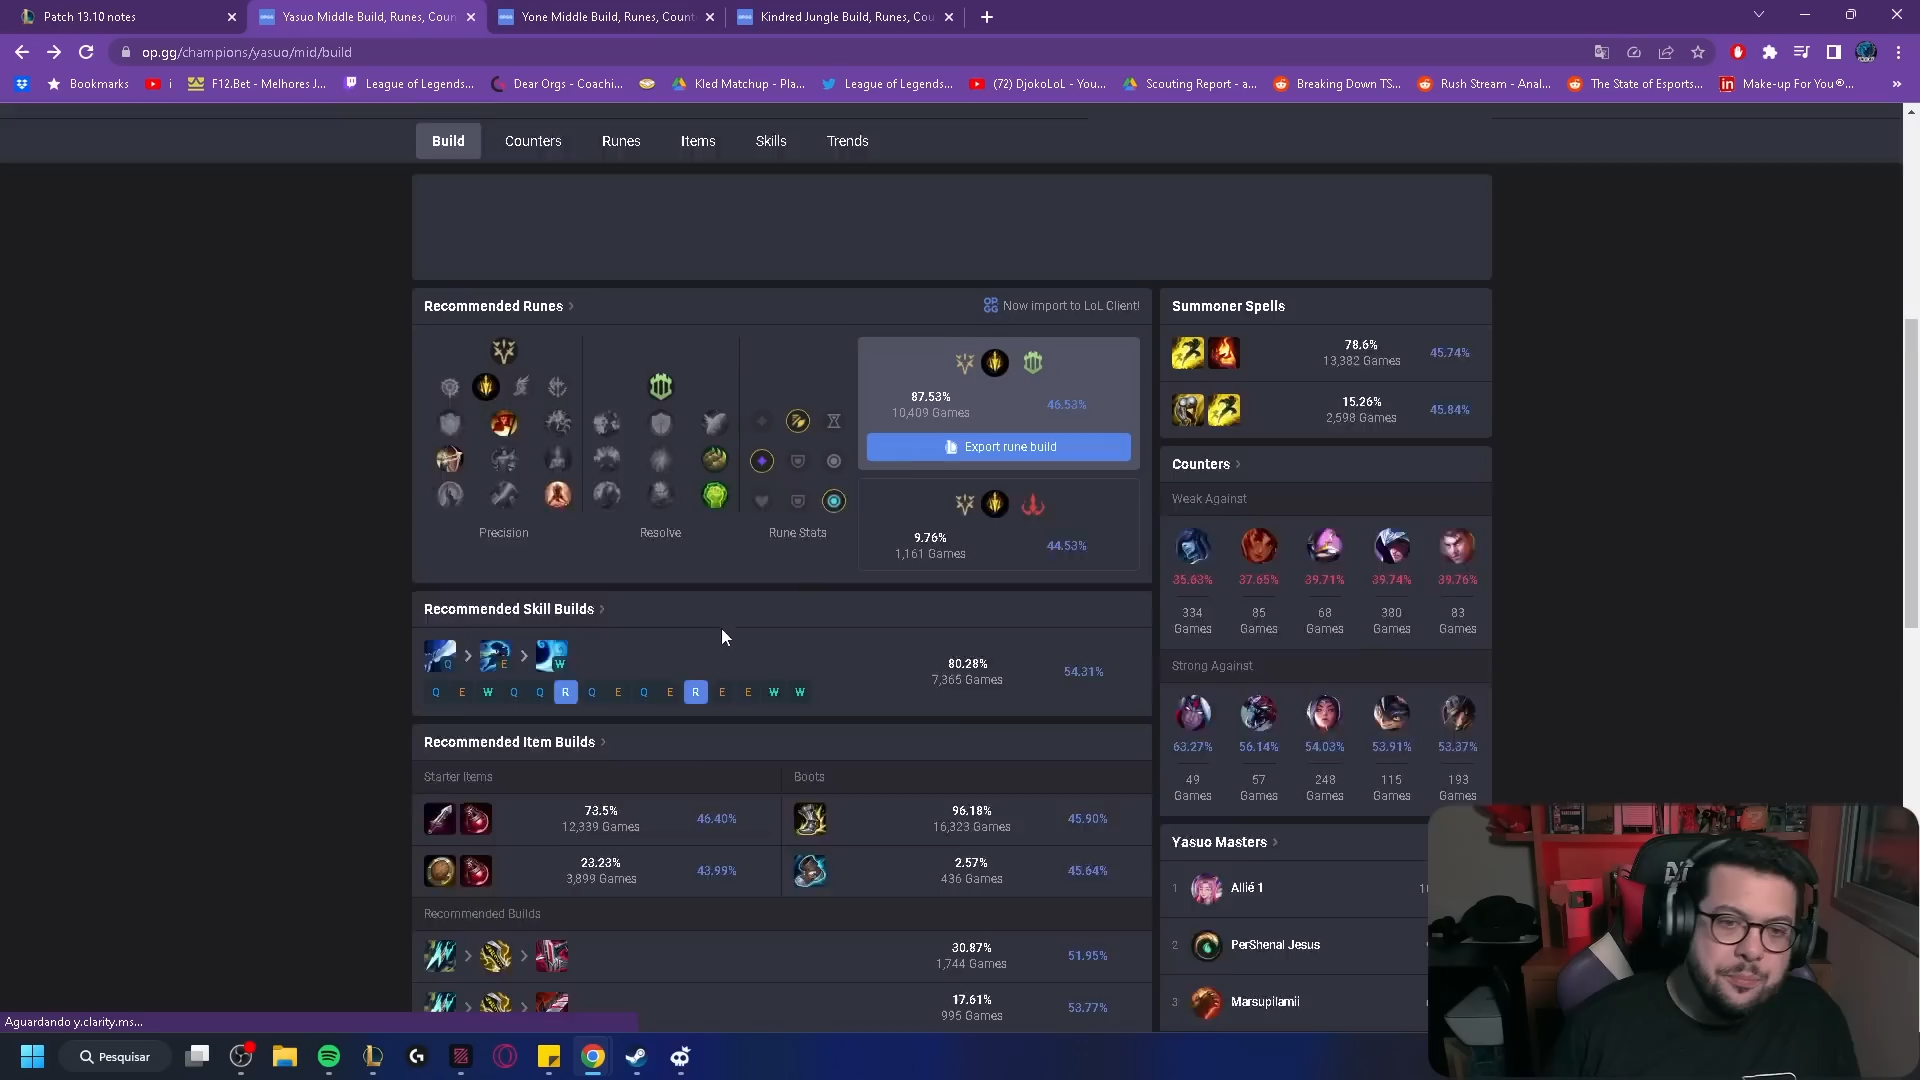 Patch 13.10 notes
Yasuo Middle Build, Runes, Coun
Yone Middle Build, Runes, Count
Kindred Jungle Build, Runes, Cou
op.gg/champions/yasuo/mid/build
Bookmarks
i
F12.Bet - Melhores J...
League of Legends...
Dear Orgs - Coachi...
Kled Matchup - Pla...
League of Legends...
(72) DjokoLoL - You...
Scouting Report - a...
Breaking Down TS...
Rush Stream - Anal...
The State of Esports...
Make-up For You®...
Build
Counters
Runes
Items
Skills
Trends
Recommended Runes
Now import to LoL Client!
Precision
Resolve
Rune Stats
87.53%
10,409 Games
46.53%
Export rune build
9.76%
1,161 Games
44.53%
Summoner Spells
78.6%
13,382 Games
45.74%
15.26%
2,598 Games
45.84%
Counters
Weak Against
35.63%
37.65%
39.71%
39.74%
39.76%
334
85
68
380
83
Games
Games
Games
Games
Games
Strong Against
63.27%
56.14%
54.03%
53.91%
53.37%
49
57
248
115
193
Games
Games
Games
Games
Games
Recommended Skill Builds
Q
E
W
Q E W Q Q R Q E Q E R E E W W
80.28%
7,365 Games
54.31%
Recommended Item Builds
Starter Items
Boots
73.5%
12,339 Games
46.40%
96.18%
16,323 Games
45.90%
23.23%
3,899 Games
43.99%
2.57%
436 Games
45.64%
Recommended Builds
30.87%
1,744 Games
51.95%
17.61%
995 Games
53.77%
Yasuo Masters
1
Allié 1
2
PerShenal Jesus
3
Marsupilamii
Aguardando y.clarity.ms...
Pesquisar